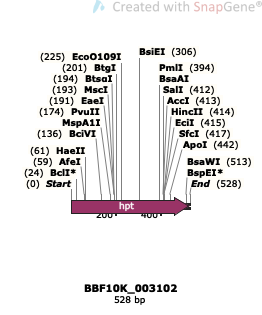 Created with SnapGene®
(225) EcoO109I
BsiEI (306)
(201) BtgI
PmlI (394)
(194) BtsαI
BsaAI
(193) MscI
SalI (412)
(191) EaeI
AccI (413)
(174) PvuII
HincII (414)
MspA1I
EciI (415)
(136) BciVI
SfcI (417)
ApoI (442)
(61) HaeII
(59) AfeI
BsaWI (513)
(24) BclI*
BspEI*
(0) Start
End (528)
hpt
200
400
BBF10K_003102
528 bp